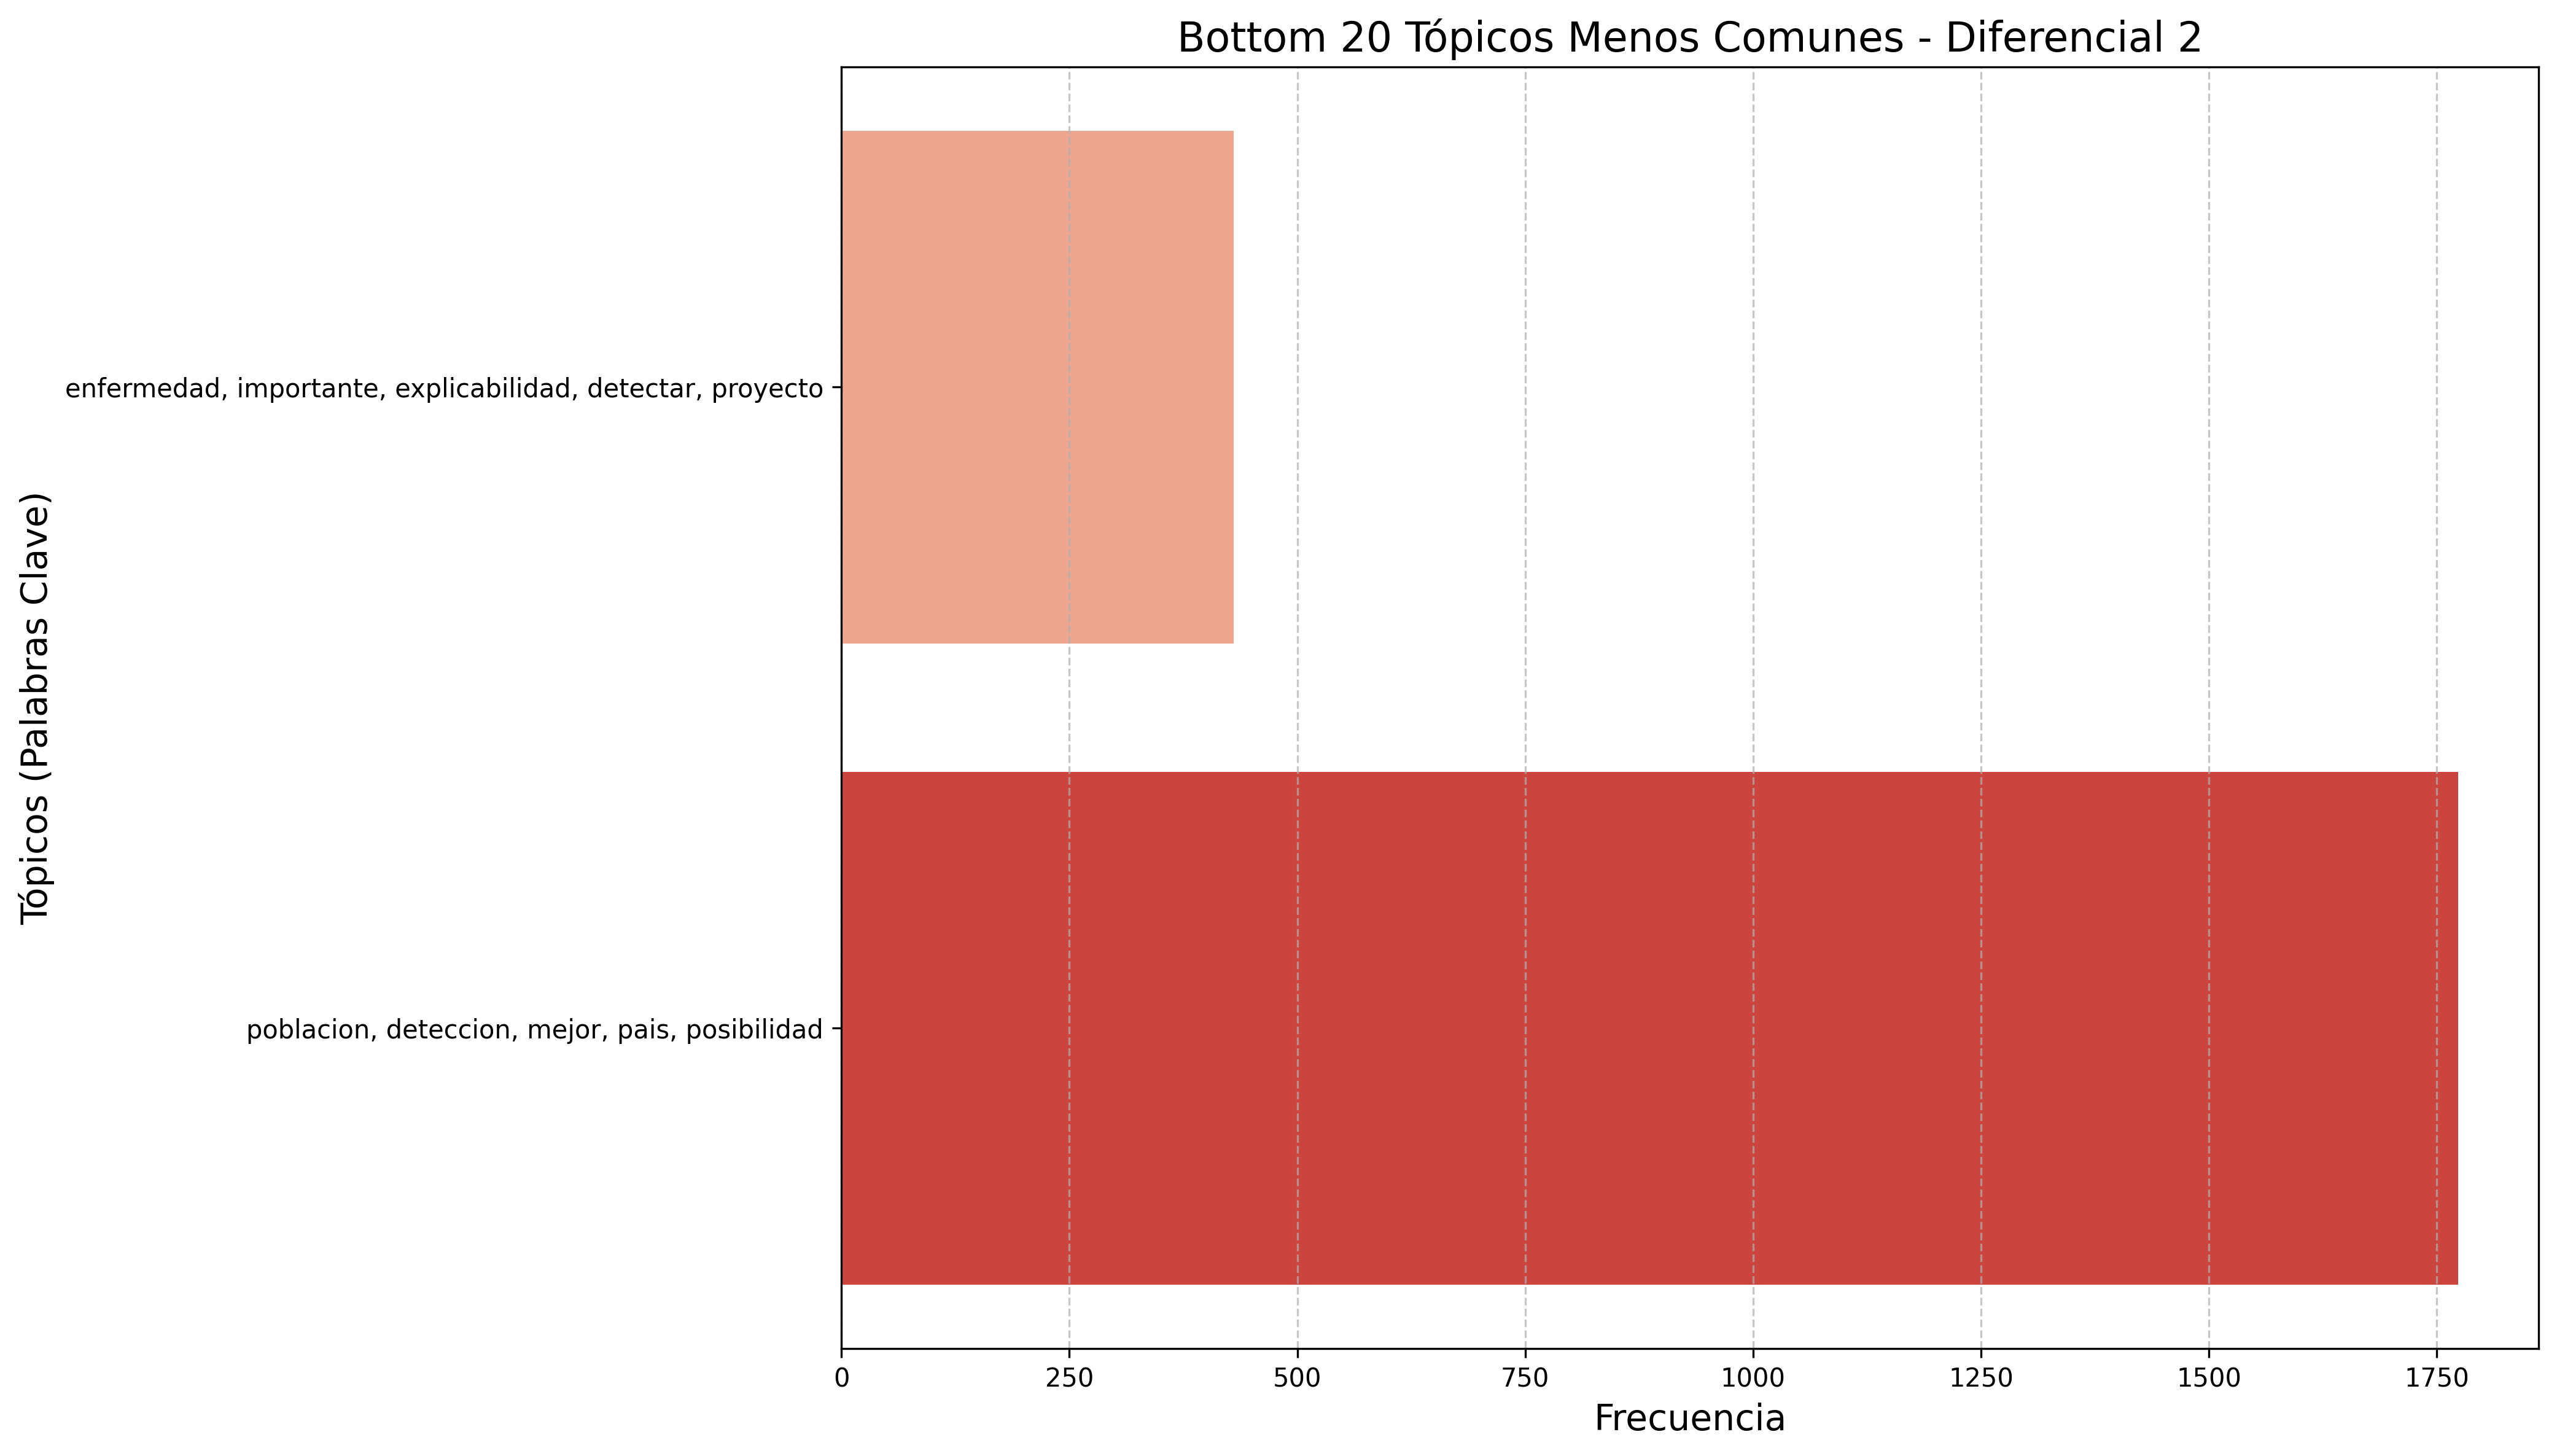 Bottom 20 Tópicos Menos Comunes - Diferencial 2
Tópicos (Palabras Clave)
enfermedad, importante, explicabilidad, detectar, proyecto
poblacion, deteccion, mejor, pais, posibilidad
0 250 500 750 1000 1250 1500 1750
Frecuencia